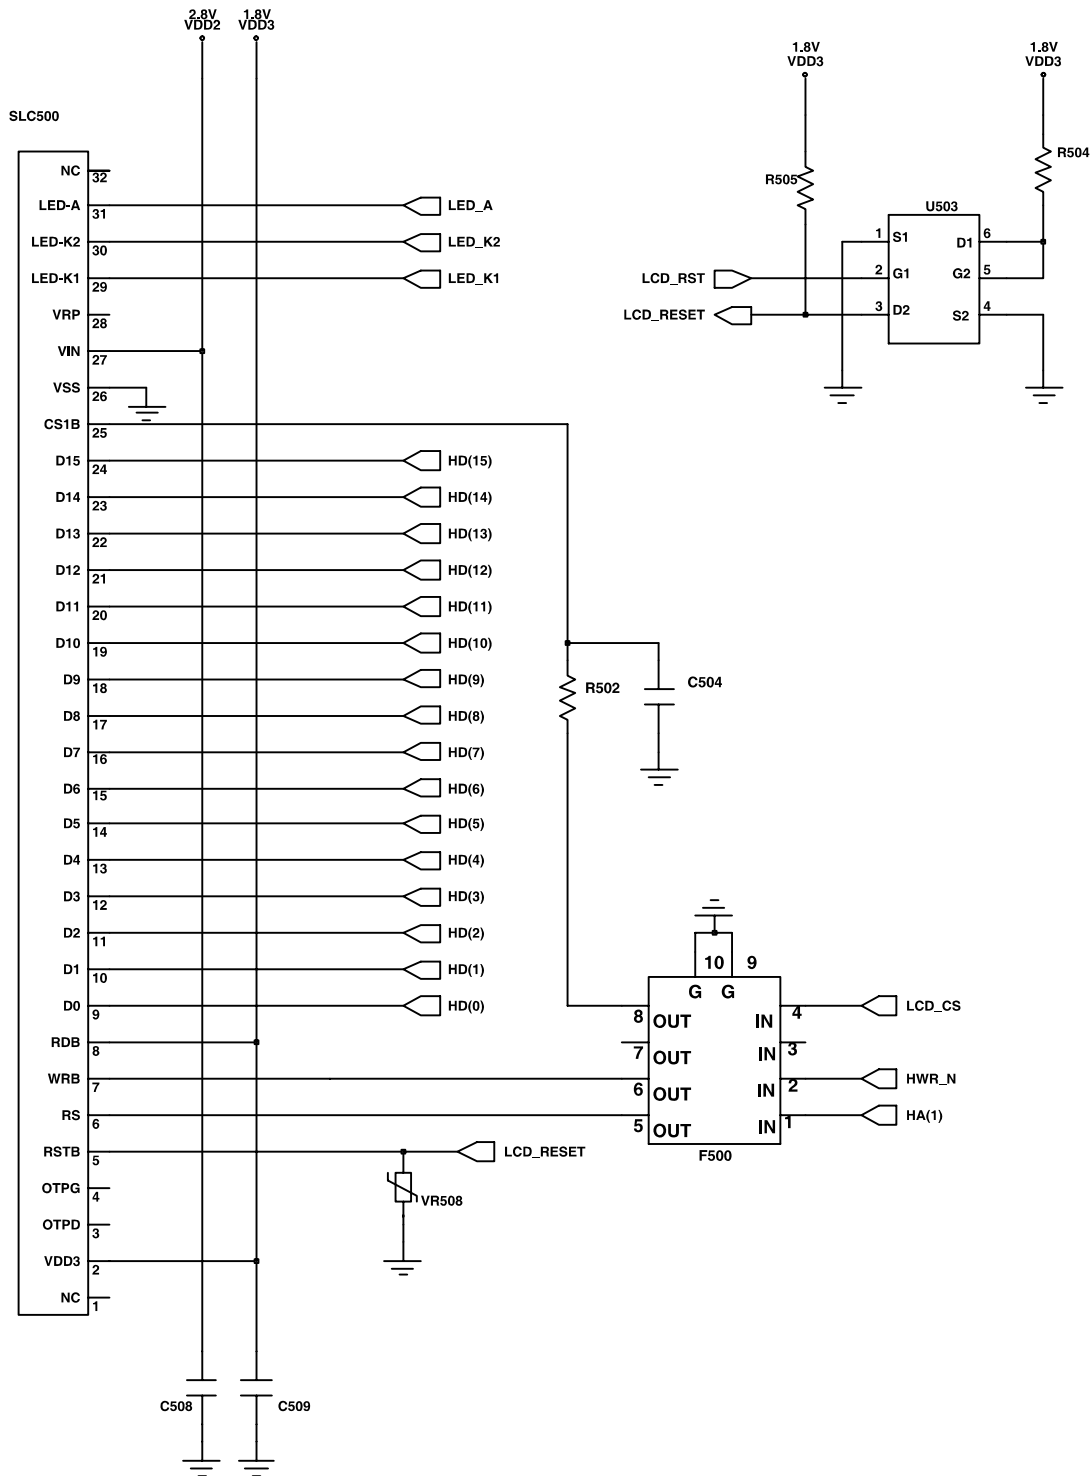 2.8V
VDD2
1.8V
VDD3
1.8V
VDD3
1.8V
VDD3
SLC500
R505
R504
U503
1 S1 D1 6
LCD_RST 2 G1 G2 5
LCD_RESET 3 D2 S2 4
NC 32
LED-A 31 LED_A
LED-K2 30 LED_K2
LED-K1 29 LED_K1
VRP 28
VIN 27
VSS 26
CS1B 25
D15 24 HD(15)
D14 23 HD(14)
D13 22 HD(13)
D12 21 HD(12)
D11 20 HD(11)
D10 19 HD(10)
D9 18 HD(9)
D8 17 HD(8)
D7 16 HD(7)
D6 15 HD(6)
D5 14 HD(5)
D4 13 HD(4)
D3 12 HD(3)
D2 11 HD(2)
D1 10 HD(1)
D0 9 HD(0)
RDB 8
WRB 7
RS 6
RSTB 5 LCD_RESET
OTPG 4
OTPD 3
VDD3 2
NC 1
R502
C504
10 9
G G
8 OUT IN 4 LCD_CS
7 OUT IN 3
6 OUT IN 2 HWR_N
5 OUT IN 1 HA(1)
F500
VR508
C508
C509